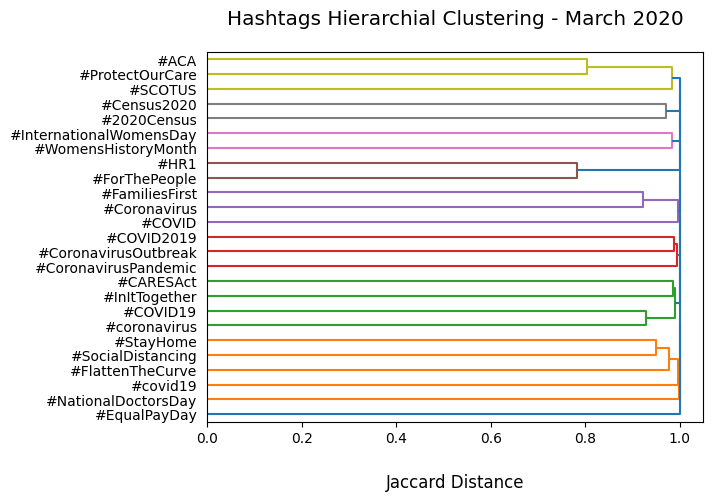 Hashtags Hierarchial Clustering - March 2020
#ACA
#ProtectOurCare
#SCOTUS
#Census2020
#2020Census
#InternationalWomensDay
#WomensHistoryMonth
#HR1
#ForThePeople
#FamiliesFirst
#Coronavirus
#COVID
#COVID2019
#CoronavirusOutbreak
#CoronavirusPandemic
#CARESAct
#InItTogether
#COVID19
#coronavirus
#StayHome
#SocialDistancing
#FlattenTheCurve
#covid19
#NationalDoctorsDay
#EqualPayDay
0.0 0.2 0.4 0.6 0.8 1.0
Jaccard Distance